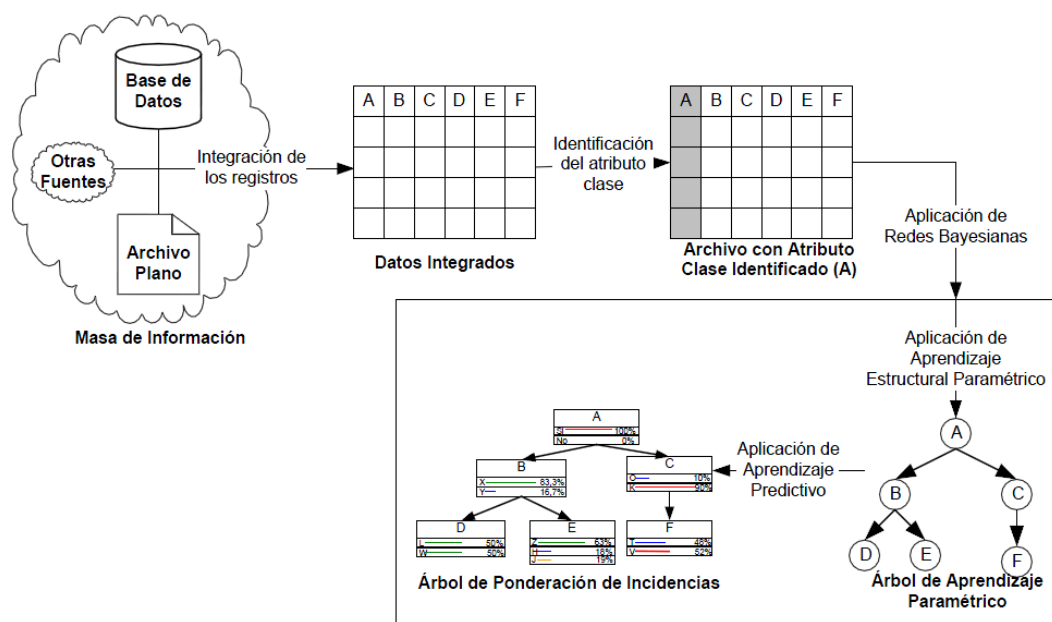 Base de
Datos
Otras
Fuentes
Archivo
Plano
Masa de Información
Integración de
los registros
A B C D E F
Datos Integrados
Identificación
del atributo
clase
A B C D E F
Archivo con Atributo
Clase Identificado (A)
Aplicación de
Redes Bayesianas
Aplicación de
Aprendizaje
Estructural Paramétrico
A
B C
D E F
Árbol de Aprendizaje
Paramétrico
Aplicación de
Aprendizaje
Predictivo
A
SI 100%
No 0%
B
X 83,3%
Y 16,7%
C
O 10%
K 90%
D
L 50%
W 50%
E
Z 63%
H 18%
J 19%
F
T 48%
V 52%
Árbol de Ponderación de Incidencias